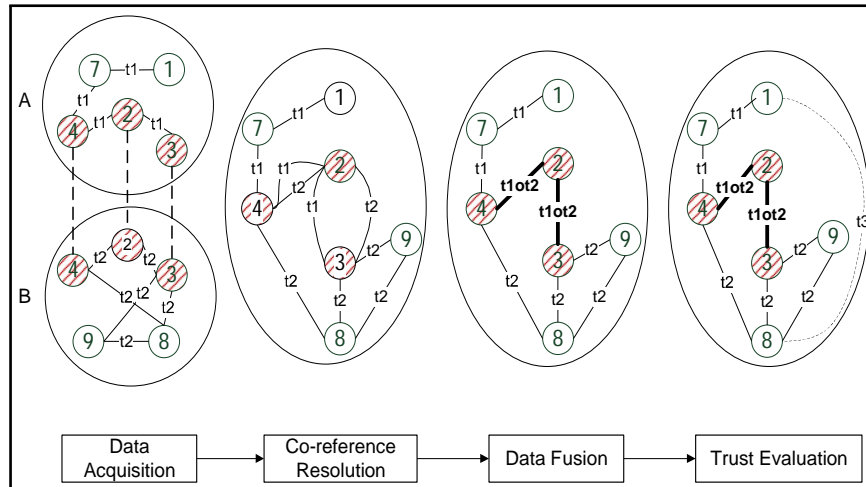 A
7 t1 1
t1
4 t1 2 t1
3
B
2
4 t2 t2 3
t2 t2 t2
9 t2 8
1
7 t1
t1 t1 2
t2
4 t1 t2
9
3 t2
t2 t2 t2
8
1
7 t1
t1 2
t1ot2
4 t1ot2
9
3 t2
t2 t2 t2
8
1
7 t1
t1 2
t1ot2
4 t1ot2 t3
9
3 t2
t2 t2 t2
8
Data
Acquisition
Co-reference
Resolution
Data Fusion
Trust Evaluation